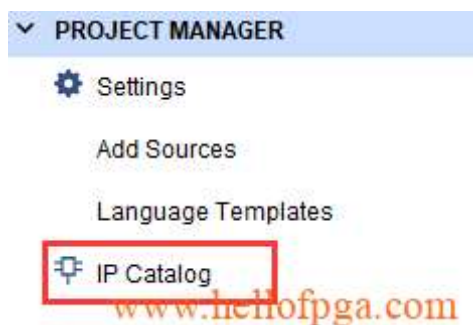 PROJECT MANAGER
Settings
Add Sources
Language Templates
IP Catalog
www.hellofpga.com